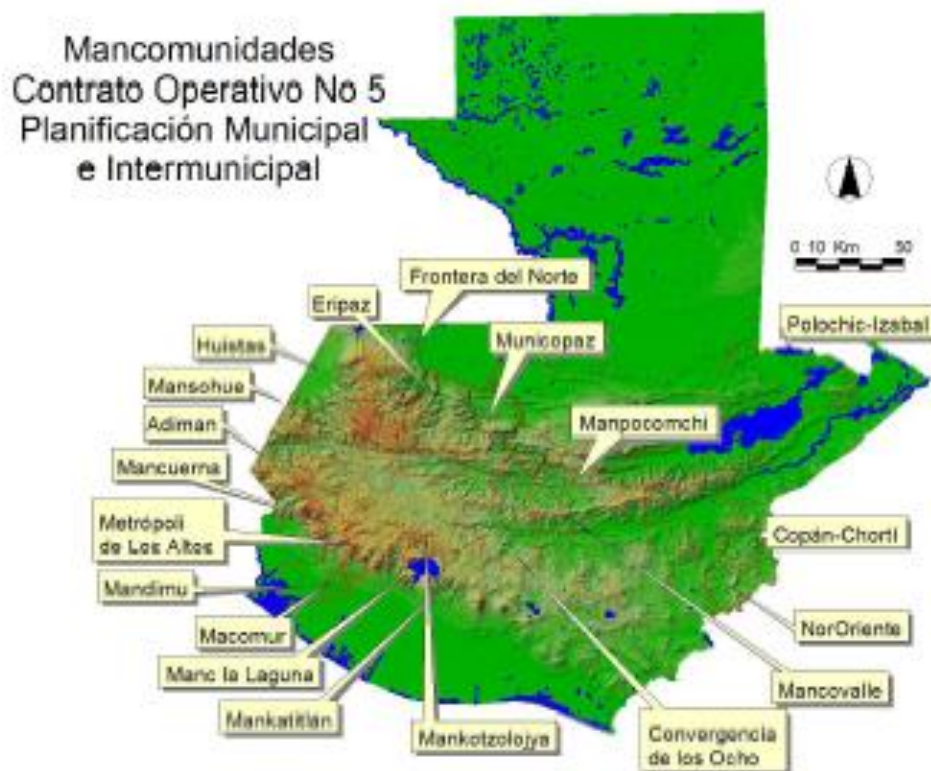 Mancomunidades
Contrato Operativo No 5
Planificación Municipal
e Intermunicipal
0 10 Km 50
Frontera del Norte
Eripaz
Polochic-Izabal
Huistas
Municopaz
Mansohue
Adiman
Manpocomchi
Mancuerna
Metrópoli
de Los Altos
Copán-Chortí
Mandimu
Macomur
NorOriente
Manc la Laguna
Mancovalle
Mankatitlán
Mankotzolojya
Convergencia
de los Ocho